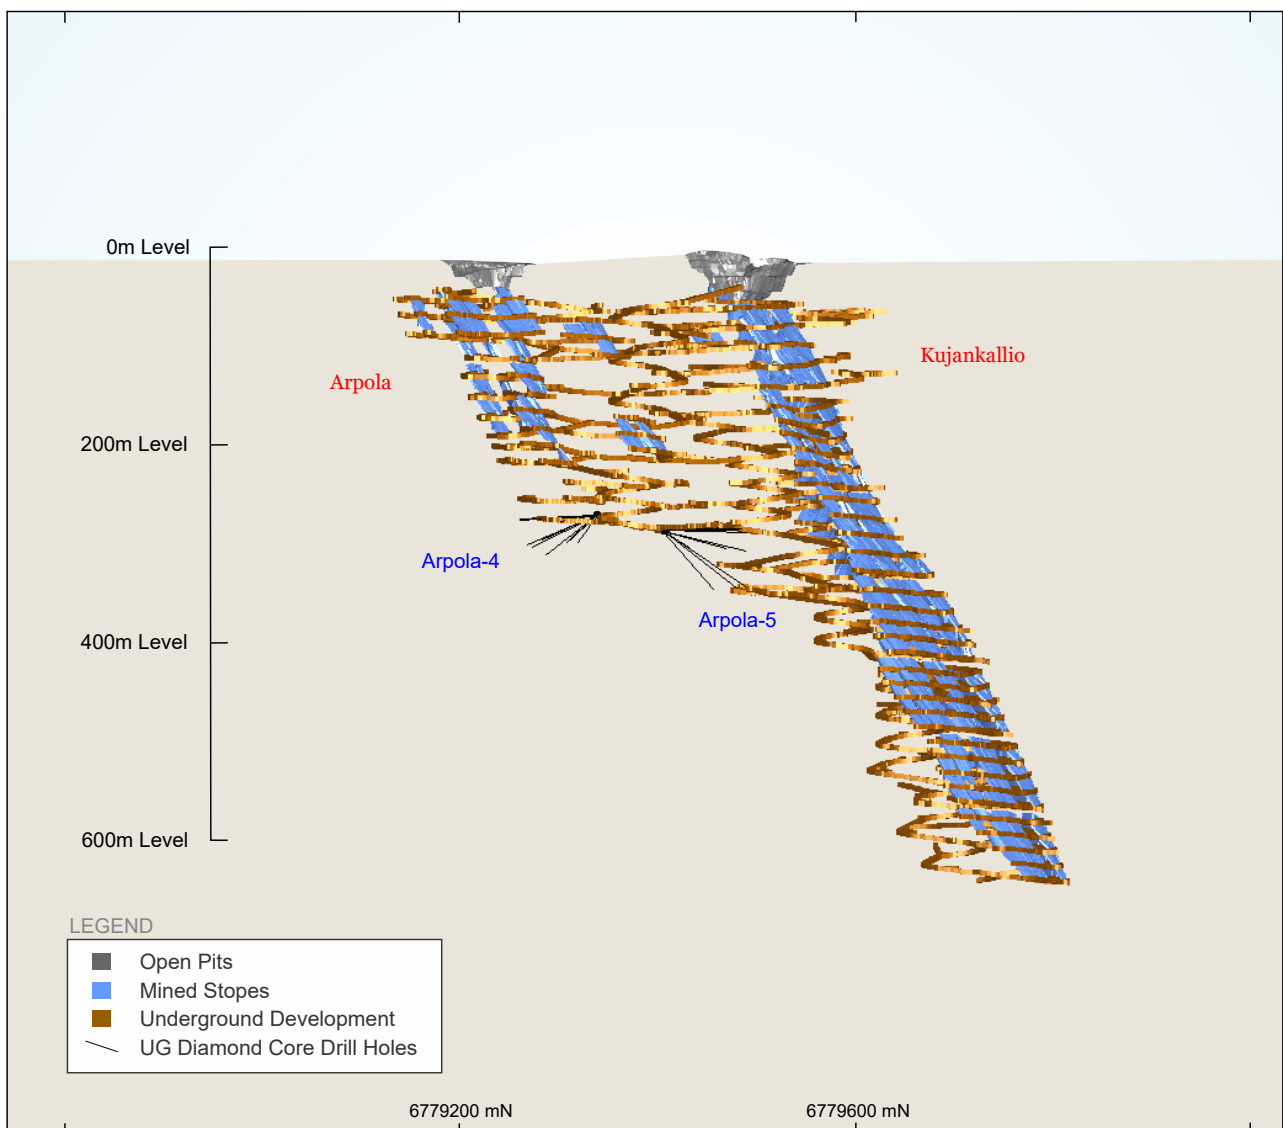 0m Level
Arpola
Kujankallio
200m Level
Arpola-4
Arpola-5
400m Level
600m Level
LEGEND
Open Pits
Mined Stopes
Underground Development
UG Diamond Core Drill Holes
6779200 mN
6779600 mN